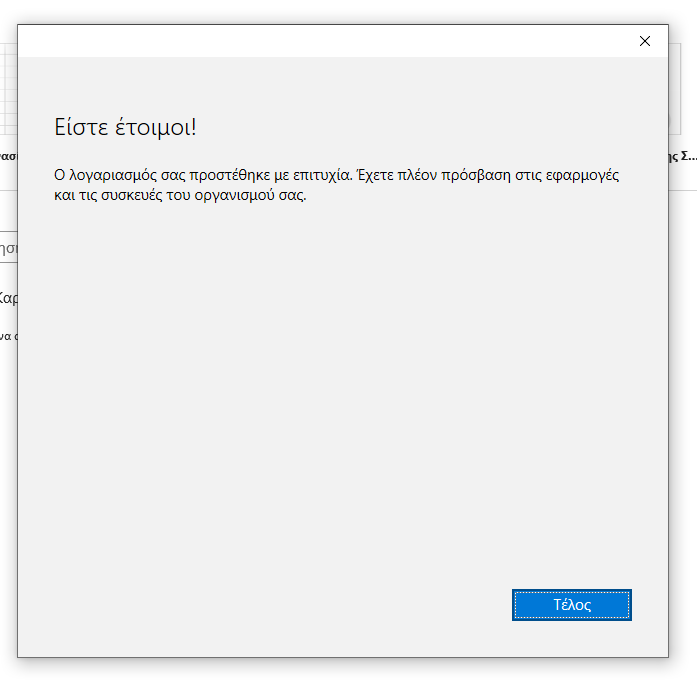 Είστε έτοιμοι!
Ο λογαριασμός σας προστέθηκε με επιτυχία. Έχετε πλέον πρόσβαση στις εφαρμογές
και τις συσκευές του οργανισμού σας.
Τέλος